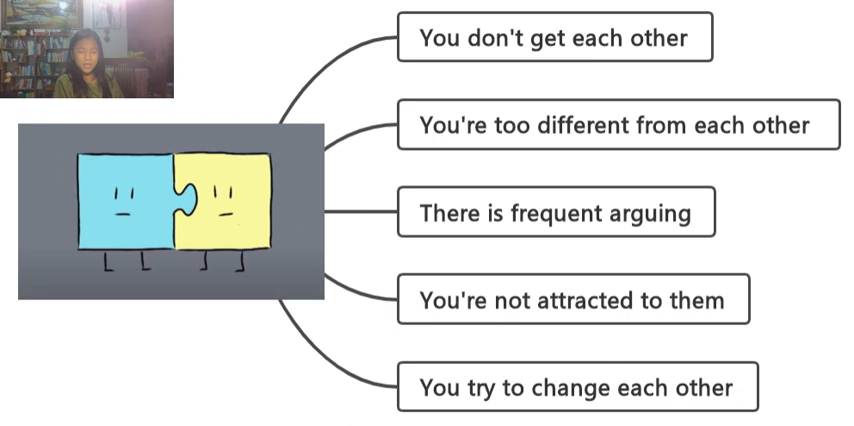 You don't get each other
You're too different from each other
There is frequent arguing
You're not attracted to them
You try to change each other